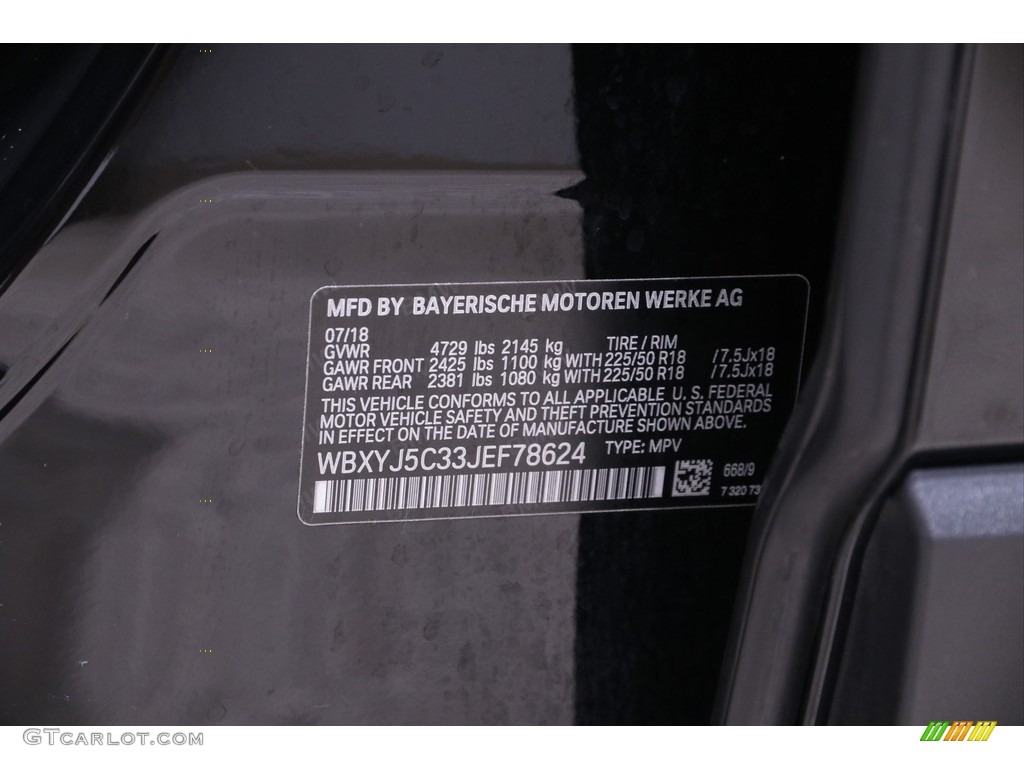 MFD BY BAYERISCHE MOTOREN WERKE AG
07/18
GVWR 4729 lbs 2145 kg TIRE / RIM
GAWR FRONT 2425 lbs 1100 kg WITH 225/50 R18 /7.5Jx18
GAWR REAR 2381 lbs 1080 kg WITH 225/50 R18 /7.5Jx18
THIS VEHICLE CONFORMS TO ALL APPLICABLE U. S. FEDERAL
MOTOR VEHICLE SAFETY AND THEFT PREVENTION STANDARDS
IN EFFECT ON THE DATE OF MANUFACTURE SHOWN ABOVE.
WBXYJ5C33JEF78624 TYPE: MPV
668/9
7 320 73
GTCarlot.com